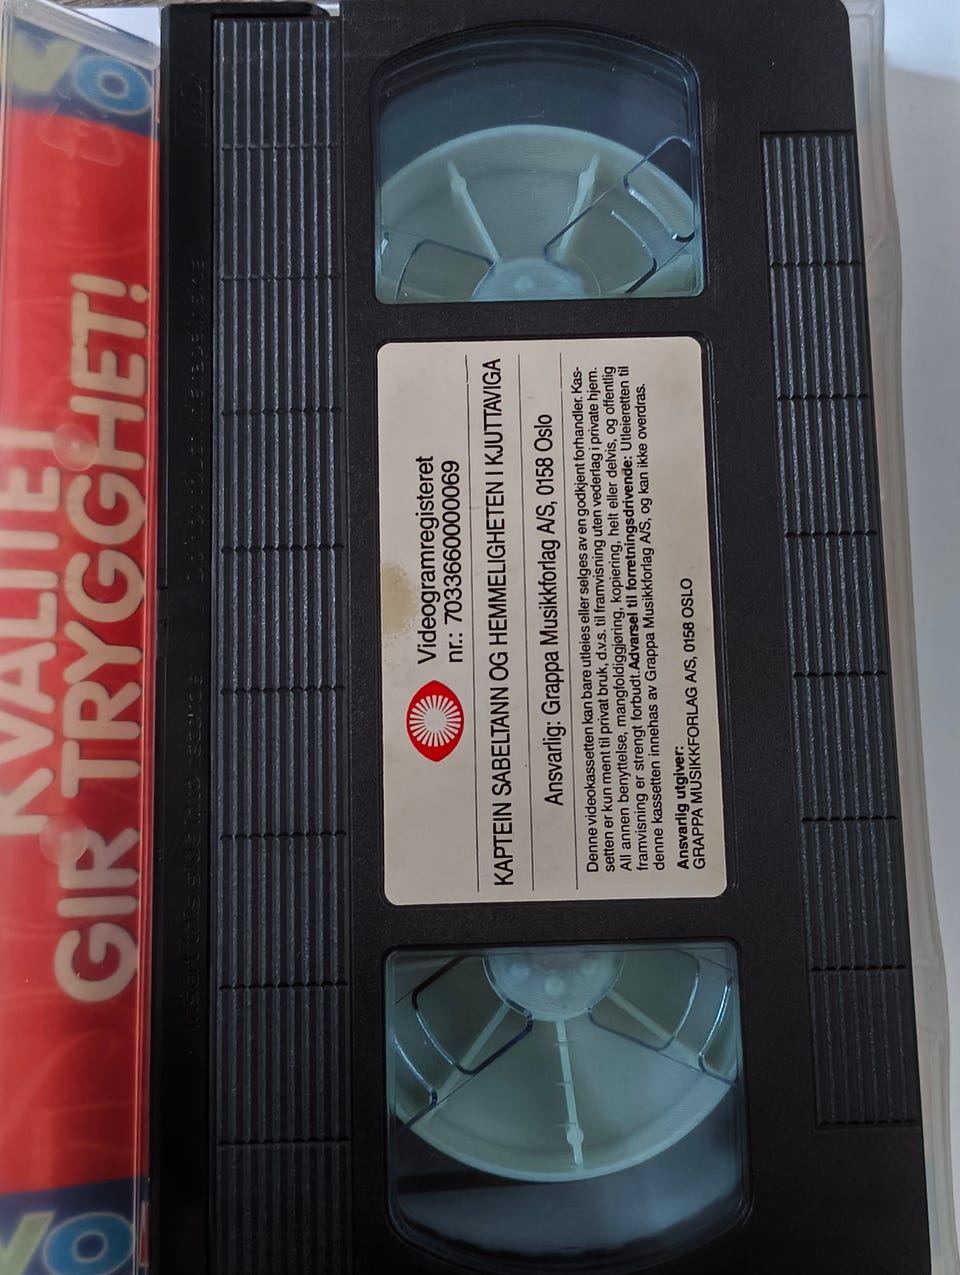 KVALITET
GIR TRYGGHET!
Videogramregisteret
nr.: 7033660000069
KAPTEIN SABELTANN OG HEMMELIGHETEN I KJUTTAVIGA
Ansvarlig: Grappa Musikkforlag A/S, 0158 Oslo
Denne videokassetten kan bare utleies eller selges av en godkjent forhandler. Kas-
setten er kun ment til privat bruk, d.v.s. til framvisning uten vederlag i private hjem.
All annen benyttelse, mangfoldiggjøring, kopiering, helt eller delvis, og offentlig
framvisning er strengt forbudt. Advarsel til forretningsdrivende: Utleieretten til
denne kassetten innehas av Grappa Musikkforlag A/S, og kan ikke overdras.
Ansvarlig utgiver:
GRAPPA MUSIKKFORLAG A/S, 0158 OSLO